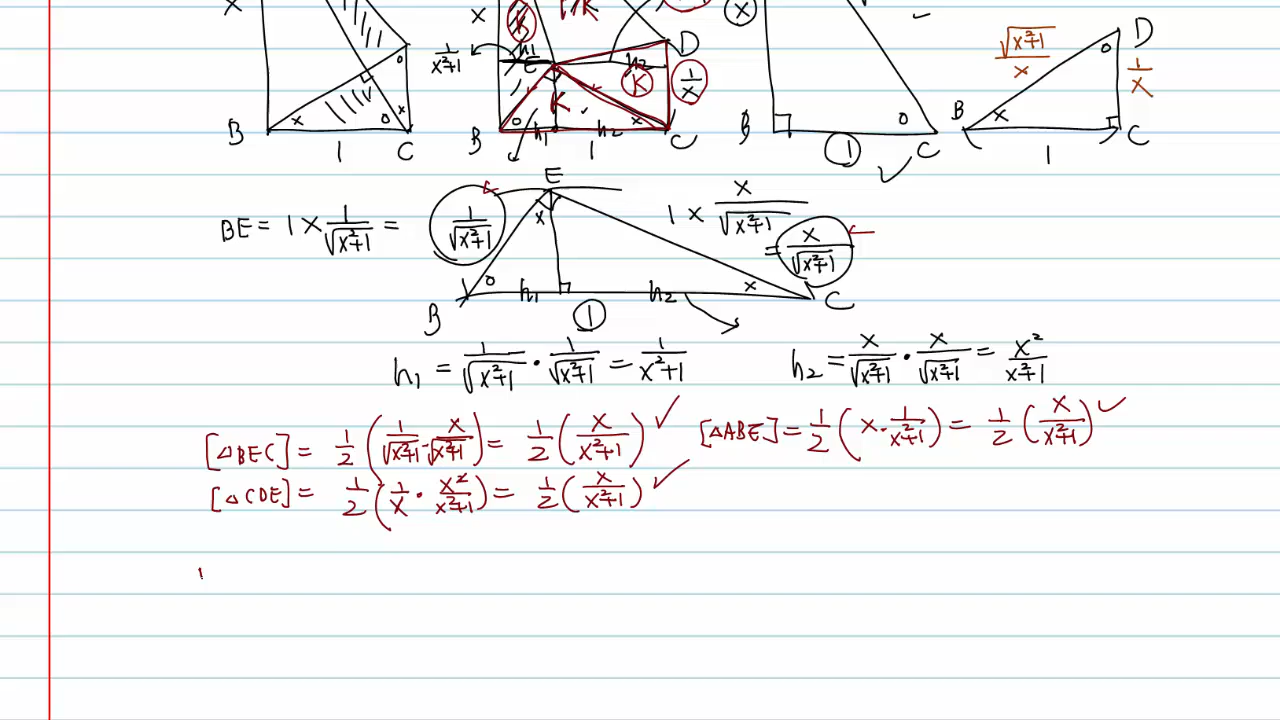 x
B x o x
1 C
x K
1/(x²+1) h₁ E h₂ D
K K 1/x
B o h₁ h₂ x C
1
x
B o C
1
√(x²+1)/x o D
1/x
B x C
1
BE = 1 × 1/√(x²+1) = 1/√(x²+1)
E
x
1 × x/√(x²+1)
= x/√(x²+1)
o h₁ h₂ x
B 1 C
h₁ = 1/√(x²+1) · 1/√(x²+1) = 1/(x²+1) h₂ = x/√(x²+1) · x/√(x²+1) = x²/(x²+1)
[△BEC] = 1/2 (1/√(x²+1) · x/√(x²+1)) = 1/2 (x/(x²+1)) ✓ [△ABE] = 1/2 (x · 1/(x²+1)) = 1/2 (x/(x²+1)) ✓
[△CDE] = 1/2 (1/x · x²/(x²+1)) = 1/2 (x/(x²+1)) ✓